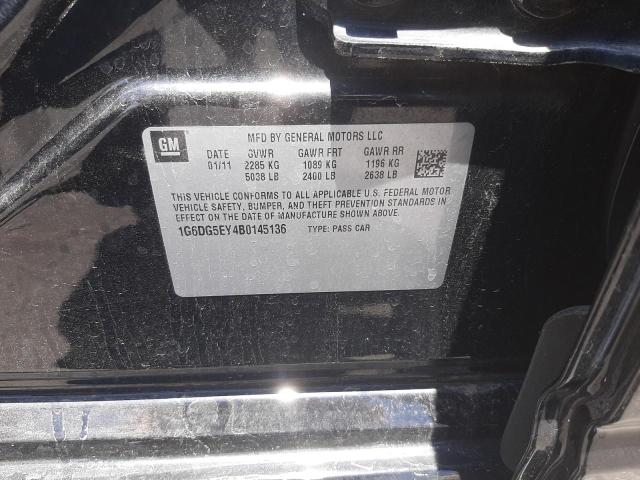 GM
MFD BY GENERAL MOTORS LLC
DATE GVWR GAWR FRT GAWR RR
01/11 2285 KG 1089 KG 1196 KG
5038 LB 2400 LB 2638 LB
THIS VEHICLE CONFORMS TO ALL APPLICABLE U.S. FEDERAL MOTOR
VEHICLE SAFETY, BUMPER, AND THEFT PREVENTION STANDARDS
IN EFFECT ON THE DATE OF MANUFACTURE SHOWN ABOVE.
1G6DG5EY4B0145136 TYPE: PASS CAR